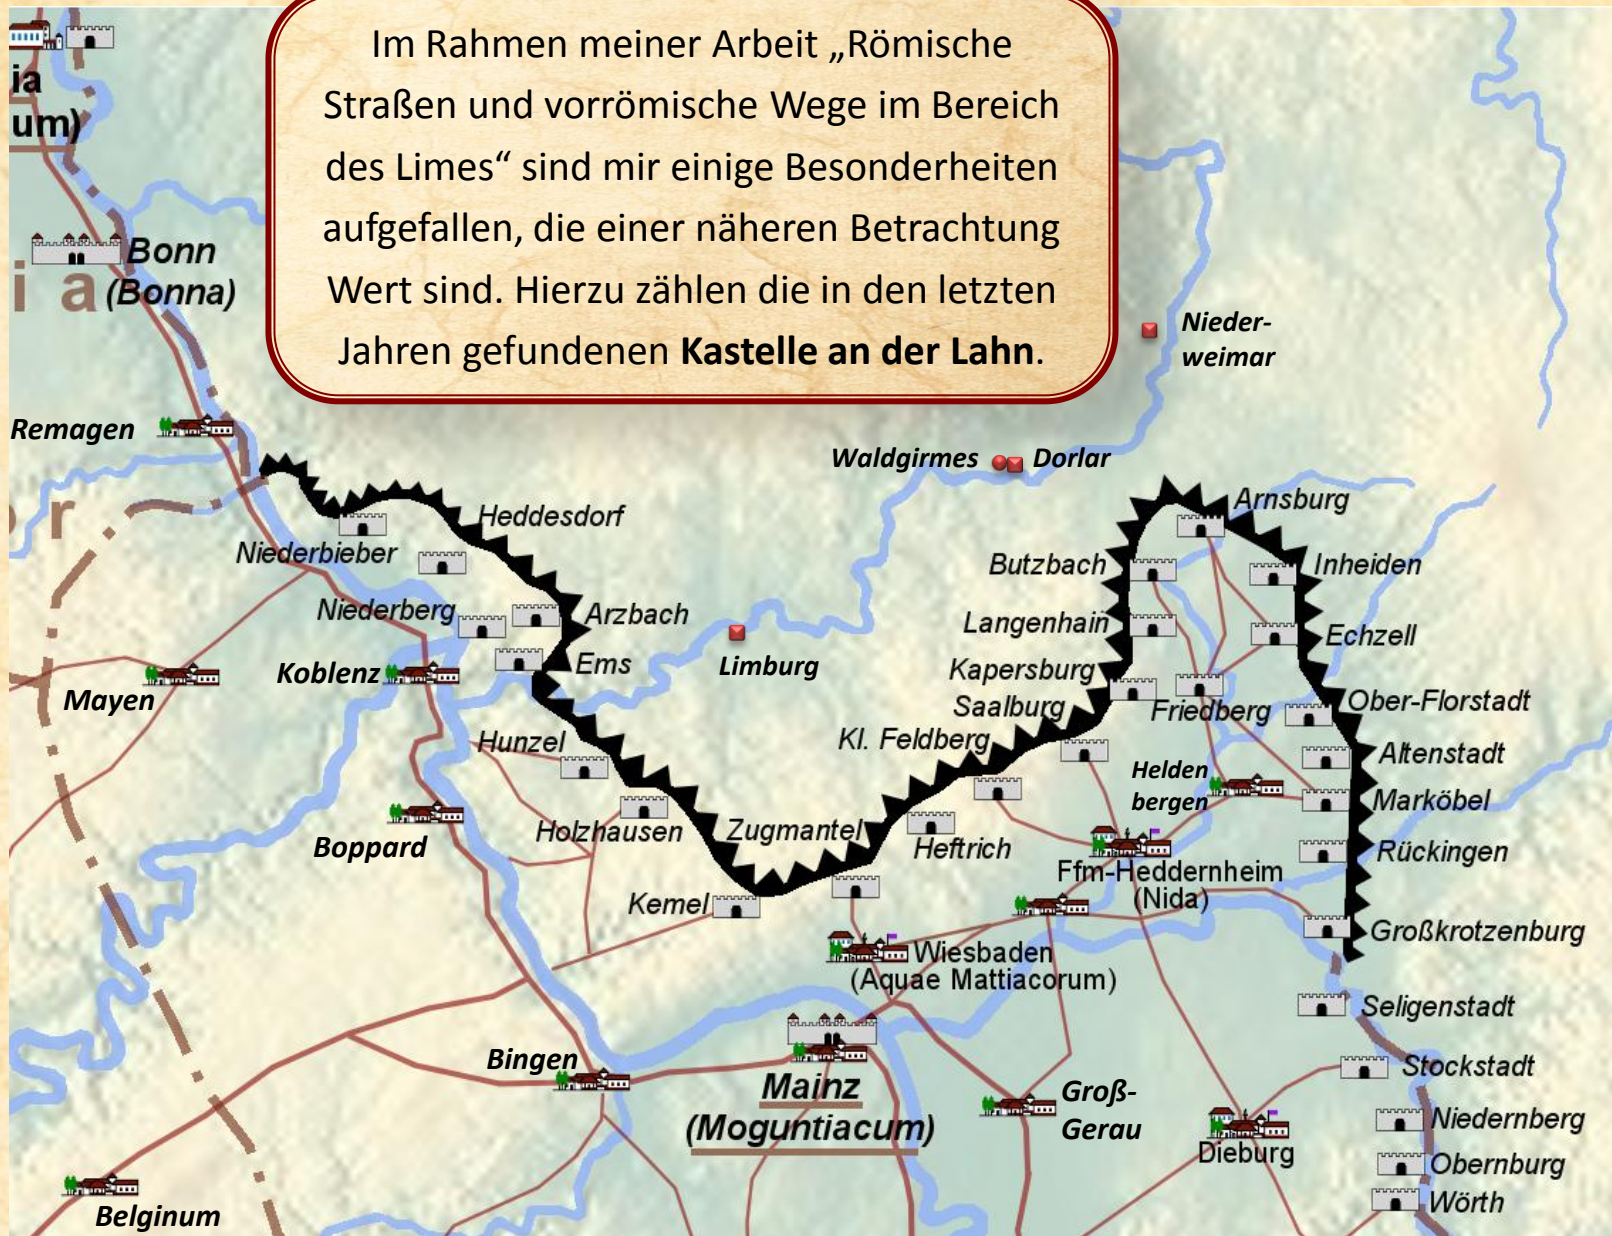 Im Rahmen meiner Arbeit „Römische
Straßen und vorrömische Wege im Bereich
des Limes“ sind mir einige Besonderheiten
aufgefallen, die einer näheren Betrachtung
Wert sind. Hierzu zählen die in den letzten
Jahren gefundenen Kastelle an der Lahn.
ia
um)
Bonn
(Bonna)
i a
Nieder-
weimar
Remagen
Waldgirmes
Dorlar
r
Heddesdorf
Arnsburg
Niederbieber
Butzbach
Inheiden
Niederberg
Arzbach
Langenhain
Echzell
Koblenz
Ems
Limburg
Kapersburg
Mayen
Saalburg
Friedberg
Ober-Florstadt
Hunzel
Kl. Feldberg
Altenstadt
Helden
bergen
Marköbel
Boppard
Holzhausen
Zugmantel
Heftrich
Rückingen
Ffm-Heddernheim
(Nida)
Kemel
Großkrotzenburg
Wiesbaden
(Aquae Mattiacorum)
Seligenstadt
Bingen
Stockstadt
Mainz
(Moguntiacum)
Groß-
Gerau
Niedernberg
Dieburg
Obernburg
Wörth
Belginum